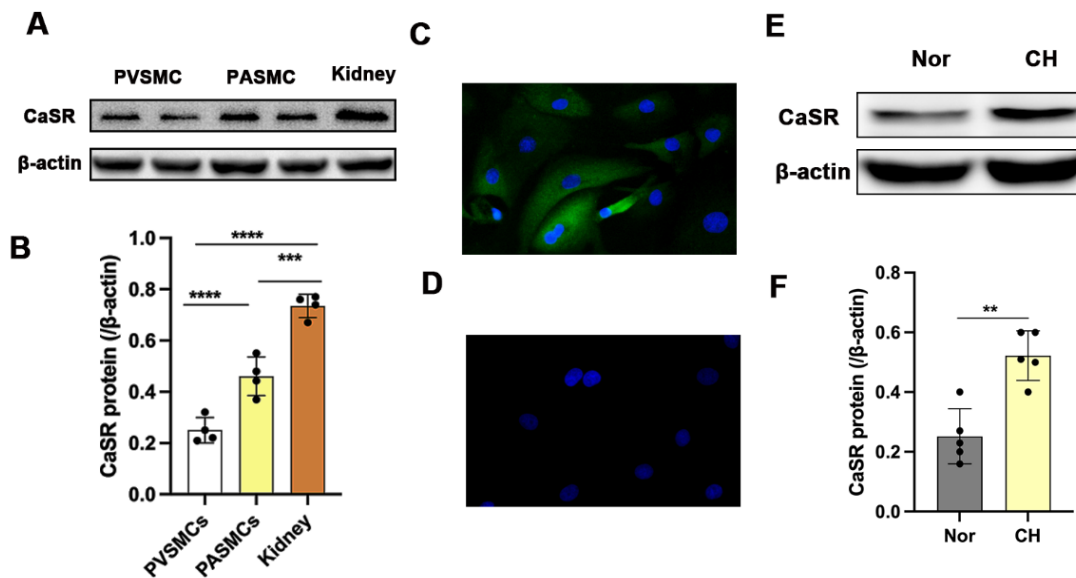 A
PVSMC PASMC Kidney
CaSR
β-actin
B
CaSR protein (/β-actin)
1.0
0.8
0.6
0.4
0.2
0.0
****
***
****
PVSMCs
PASMCs
Kidney
C
D
E
Nor CH
CaSR
β-actin
F
CaSR protein (/β-actin)
0.8
0.6
0.4
0.2
0.0
**
Nor CH